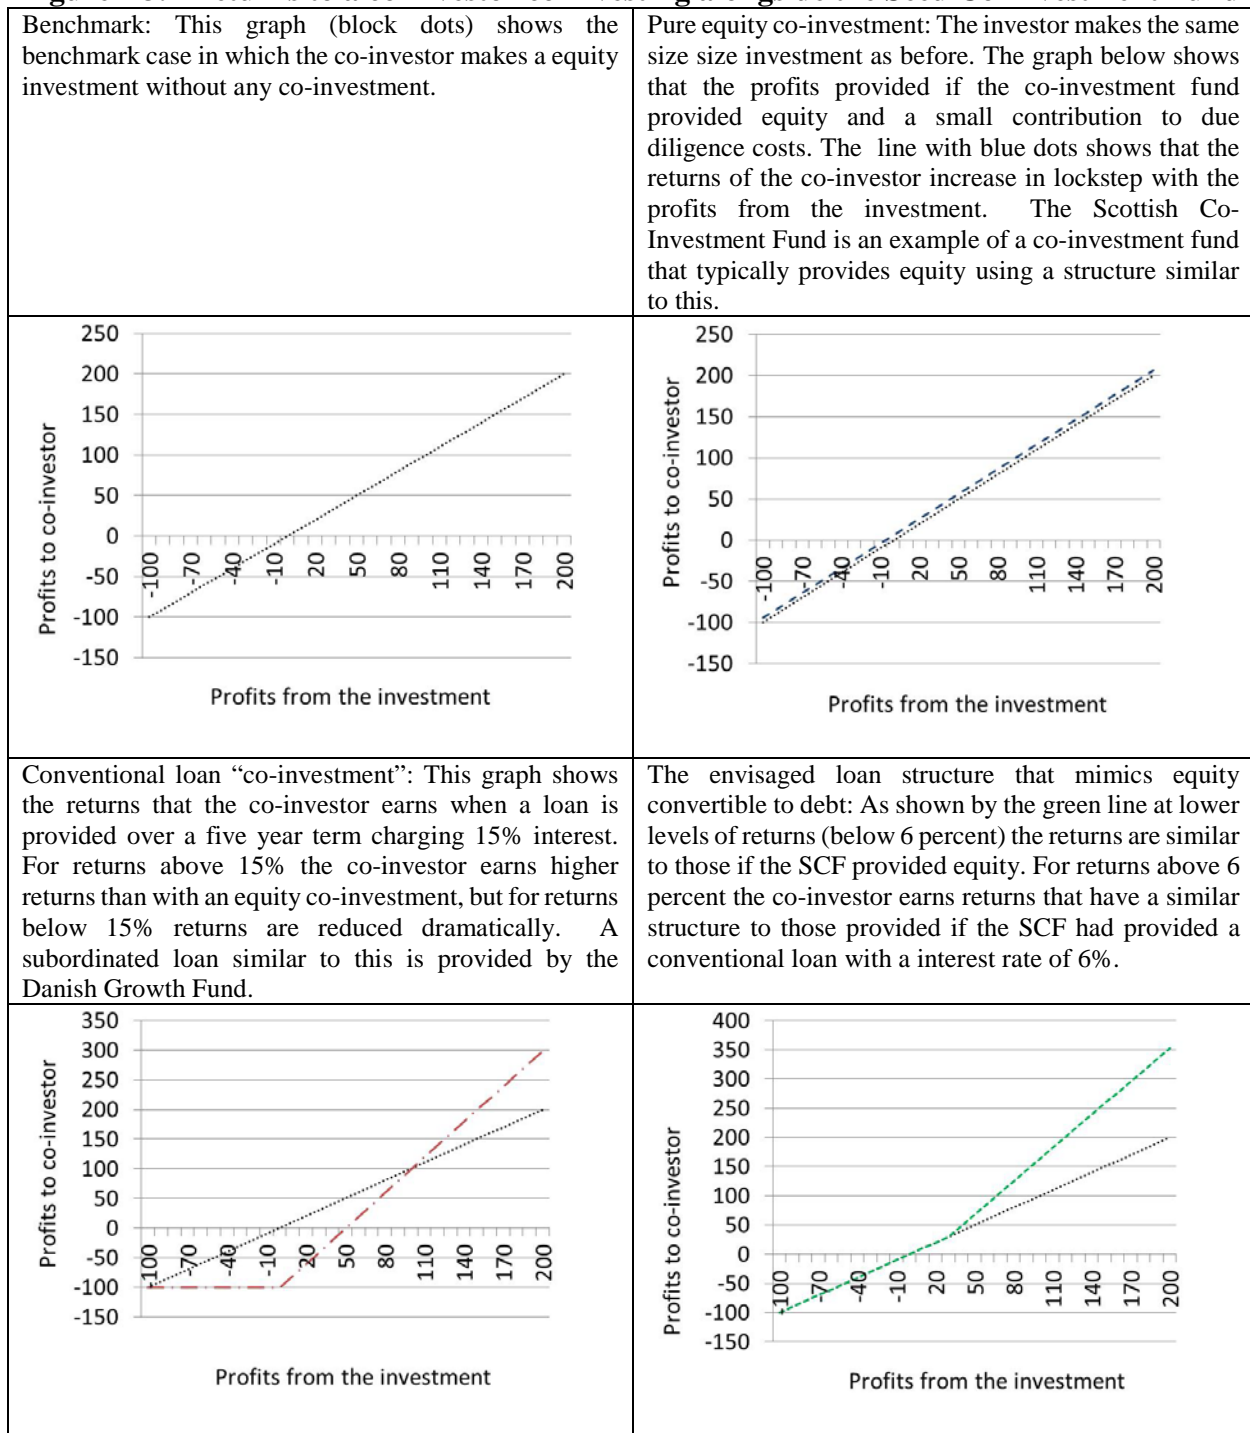 Benchmark: This graph (block dots) shows the
benchmark case in which the co-investor makes a equity
investment without any co-investment.
Pure equity co-investment: The investor makes the same
size size investment as before. The graph below shows
that the profits provided if the co-investment fund
provided equity and a small contribution to due
diligence costs. The line with blue dots shows that the
returns of the co-investor increase in lockstep with the
profits from the investment. The Scottish Co-
Investment Fund is an example of a co-investment fund
that typically provides equity using a structure similar
to this.
250
200
150
100
50
0
-50
-100
-150
Profits to co-investor
-100 -70 -40 -10 20 50 80 110 140 170 200
Profits from the investment
250
200
150
100
50
0
-50
-100
-150
Profits to co-investor
-100 -70 -40 -10 20 50 80 110 140 170 200
Profits from the investment
Conventional loan “co-investment”: This graph shows
the returns that the co-investor earns when a loan is
provided over a five year term charging 15% interest.
For returns above 15% the co-investor earns higher
returns than with an equity co-investment, but for returns
below 15% returns are reduced dramatically. A
subordinated loan similar to this is provided by the
Danish Growth Fund.
The envisaged loan structure that mimics equity
convertible to debt: As shown by the green line at lower
levels of returns (below 6 percent) the returns are similar
to those if the SCF provided equity. For returns above 6
percent the co-investor earns returns that have a similar
structure to those provided if the SCF had provided a
conventional loan with a interest rate of 6%.
350
300
250
200
150
100
50
0
-50
-100
-150
Profits to co-investor
-100 -70 -40 -10 20 50 80 110 140 170 200
Profits from the investment
400
350
300
250
200
150
100
50
0
-50
-100
-150
Profits to co-investor
-100 -70 -40 -10 20 50 80 110 140 170 200
Profits from the investment